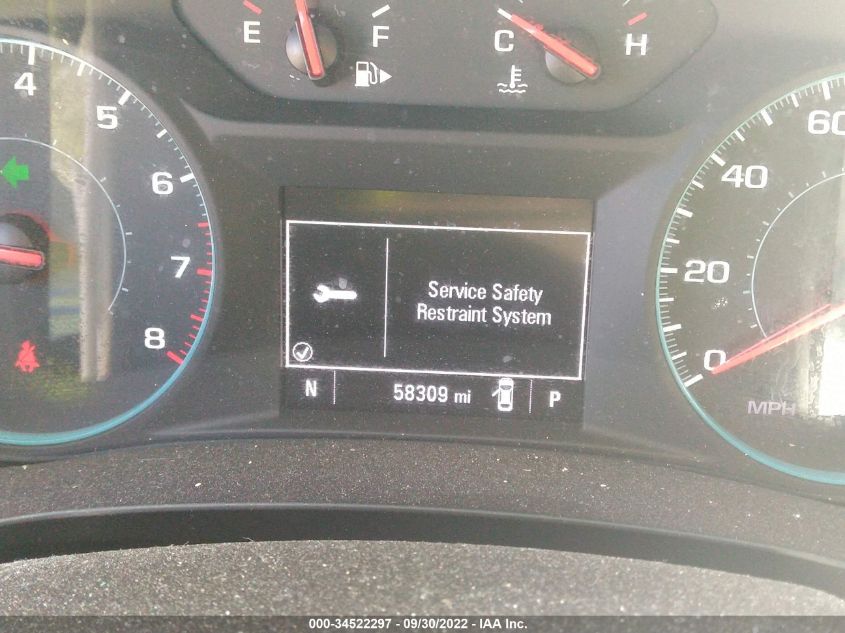 E F C H
4 5 6 7 8
60 40 20 0
MPH
Service Safety
Restraint System
N 58309 mi P
000-34522297 - 09/30/2022 - IAA Inc.